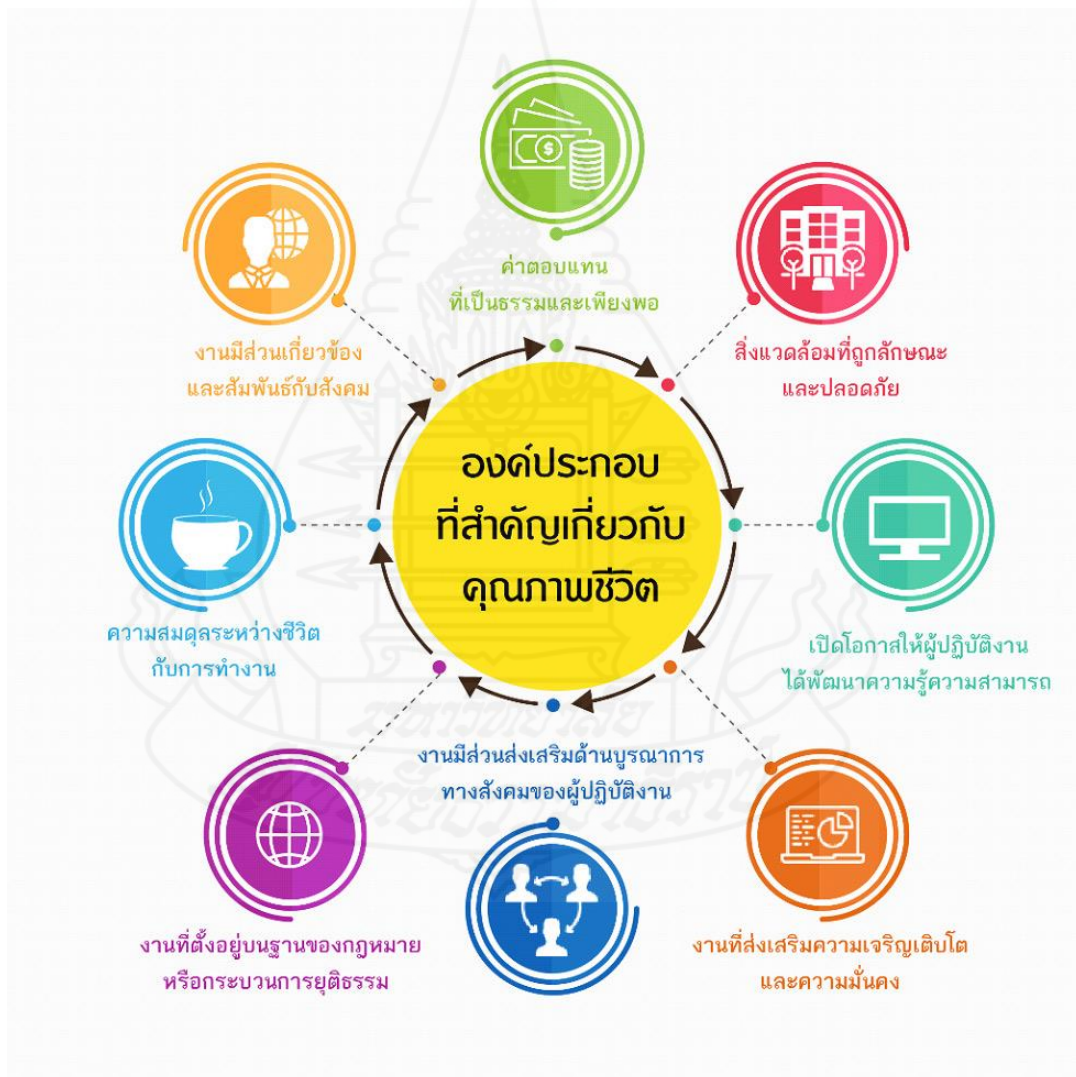 ค่าตอบแทน
ที่เป็นธรรมและเพียงพอ
สิ่งแวดล้อมที่ถูกลักษณะ
และปลอดภัย
เปิดโอกาสให้ผู้ปฏิบัติงาน
ได้พัฒนาความรู้ความสามารถ
งานที่ส่งเสริมความเจริญเติบโต
และความมั่นคง
งานมีส่วนส่งเสริมด้านบูรณาการ
ทางสังคมของผู้ปฏิบัติงาน
งานที่ตั้งอยู่บนฐานของกฎหมาย
หรือกระบวนการยุติธรรม
ความสมดุลระหว่างชีวิต
กับการทำงาน
งานมีส่วนเกี่ยวข้อง
และสัมพันธ์กับสังคม
องค์ประกอบ
ที่สำคัญเกี่ยวกับ
คุณภาพชีวิต